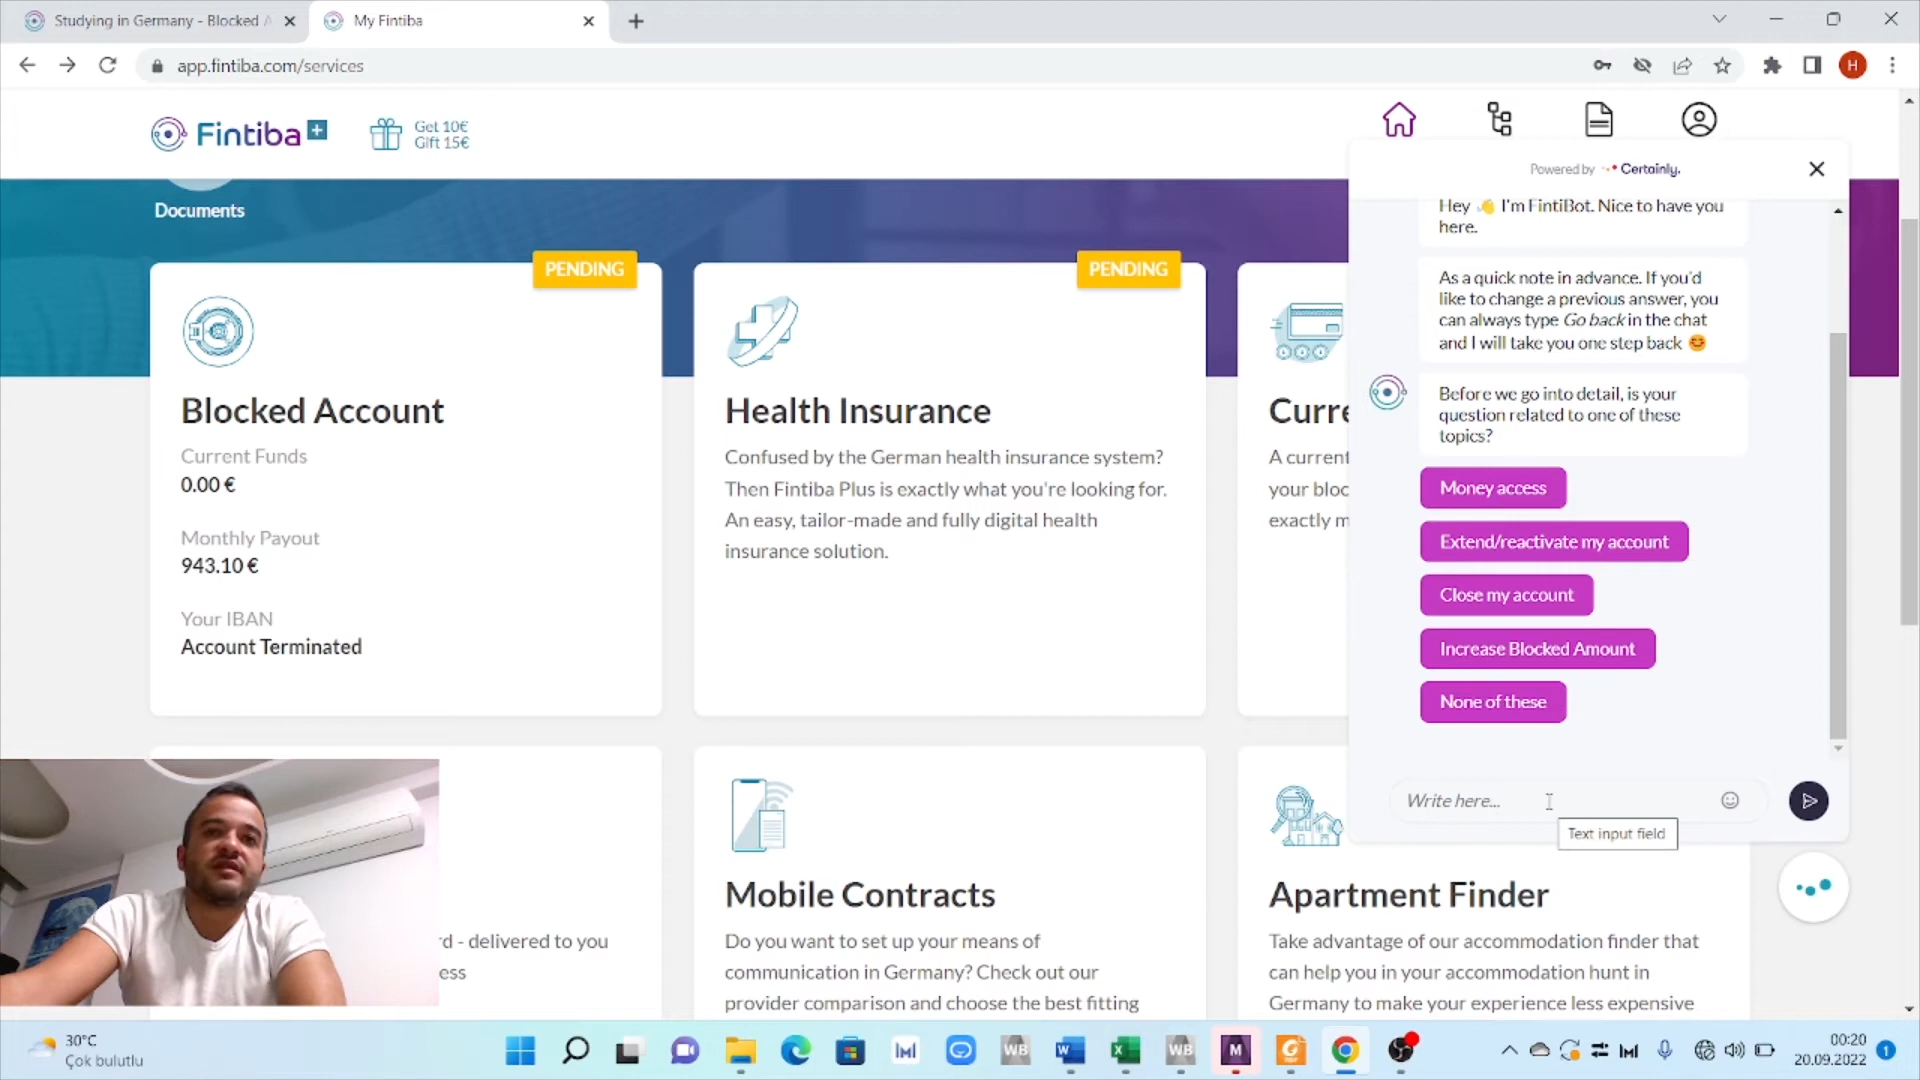 Studying in Germany - Blocked A
My Fintiba
app.fintiba.com/services
H
Fintiba+
Get 10€
Gift 15€
Documents
PENDING
Blocked Account
Current Funds
0.00 €
Monthly Payout
943.10 €
Your IBAN
Account Terminated
PENDING
Health Insurance
Confused by the German health insurance system?
Then Fintiba Plus is exactly what you're looking for.
An easy, tailor-made and fully digital health
insurance solution.
Curre
A current
your bloc
exactly m
Powered by Certainly.
Hey 👋 I'm FintiBot. Nice to have you
here.
As a quick note in advance. If you'd
like to change a previous answer, you
can always type Go back in the chat
and I will take you one step back 😊
Before we go into detail, is your
question related to one of these
topics?
Money access
Extend/reactivate my account
Close my account
Increase Blocked Amount
None of these
Write here...
Text input field
rd - delivered to you
ess
Mobile Contracts
Do you want to set up your means of
communication in Germany? Check out our
provider comparison and choose the best fitting
Apartment Finder
Take advantage of our accommodation finder that
can help you in your accommodation hunt in
Germany to make your experience less expensive
30°C
Çok bulutlu
WB
W
X
WB
M
00:20
20.09.2022
1